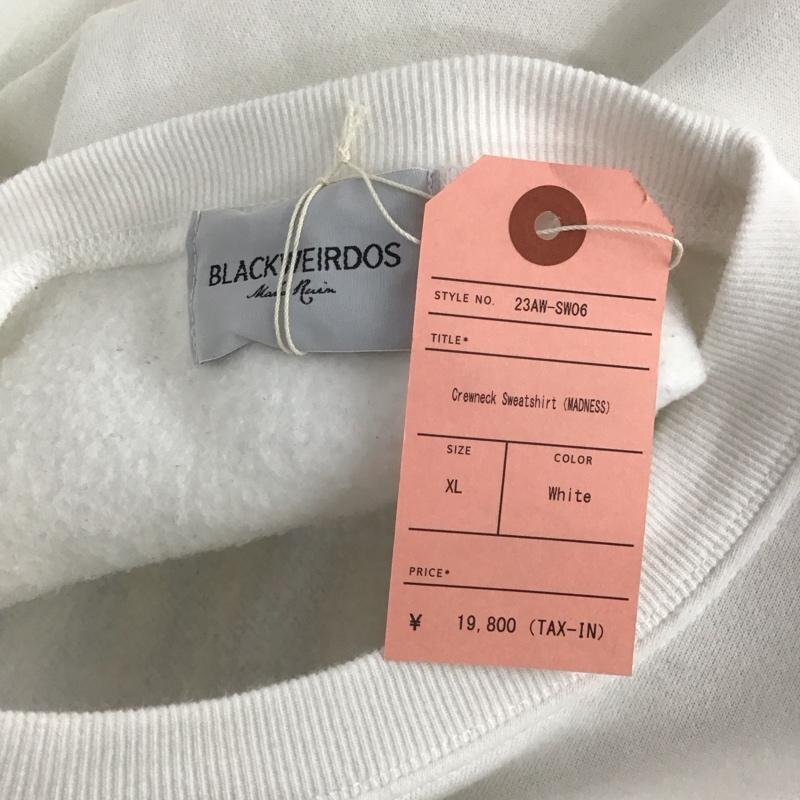 BLACKWEIRDOS
STYLE NO. 23AW-SW06
TITLE*
Crewneck Sweatshirt (MADNESS)
SIZE COLOR
XL White
PRICE*
¥ 19,800 (TAX-IN)